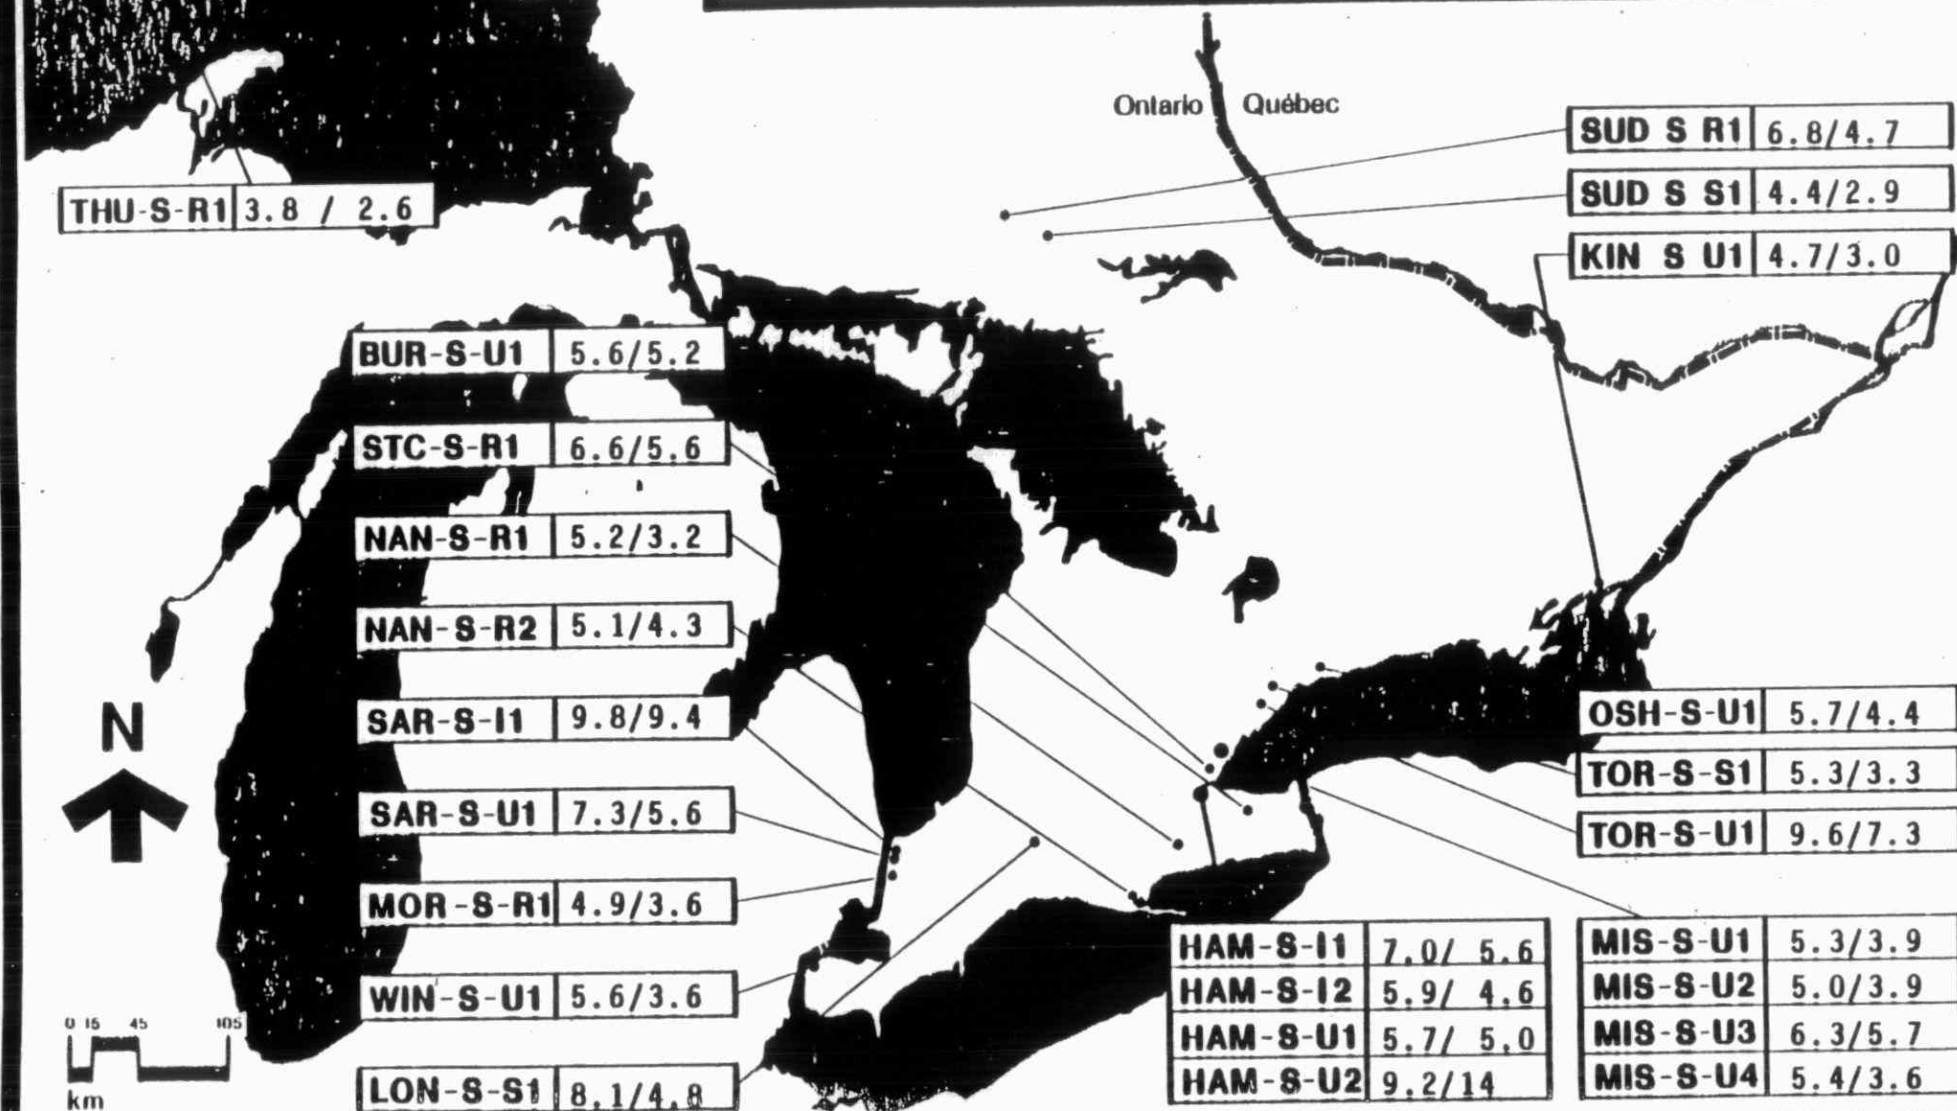 Ontario Québec
SUD S R1 6.8/4.7
SUD S S1 4.4/2.9
KIN S U1 4.7/3.0
THU-S-R1 3.8 / 2.6
BUR-S-U1 5.6/5.2
STC-S-R1 6.6/5.6
NAN-S-R1 5.2/3.2
NAN-S-R2 5.1/4.3
SAR-S-I1 9.8/9.4
SAR-S-U1 7.3/5.6
MOR-S-R1 4.9/3.6
WIN-S-U1 5.6/3.6
LON-S-S1 8.1/4.8
N
0 15 45 105
km
OSH-S-U1 5.7/4.4
TOR-S-S1 5.3/3.3
TOR-S-U1 9.6/7.3
HAM-S-I1 7.0/ 5.6
HAM-S-I2 5.9/ 4.6
HAM-S-U1 5.7/ 5.0
HAM-S-U2 9.2/14
MIS-S-U1 5.3/3.9
MIS-S-U2 5.0/3.9
MIS-S-U3 6.3/5.7
MIS-S-U4 5.4/3.6